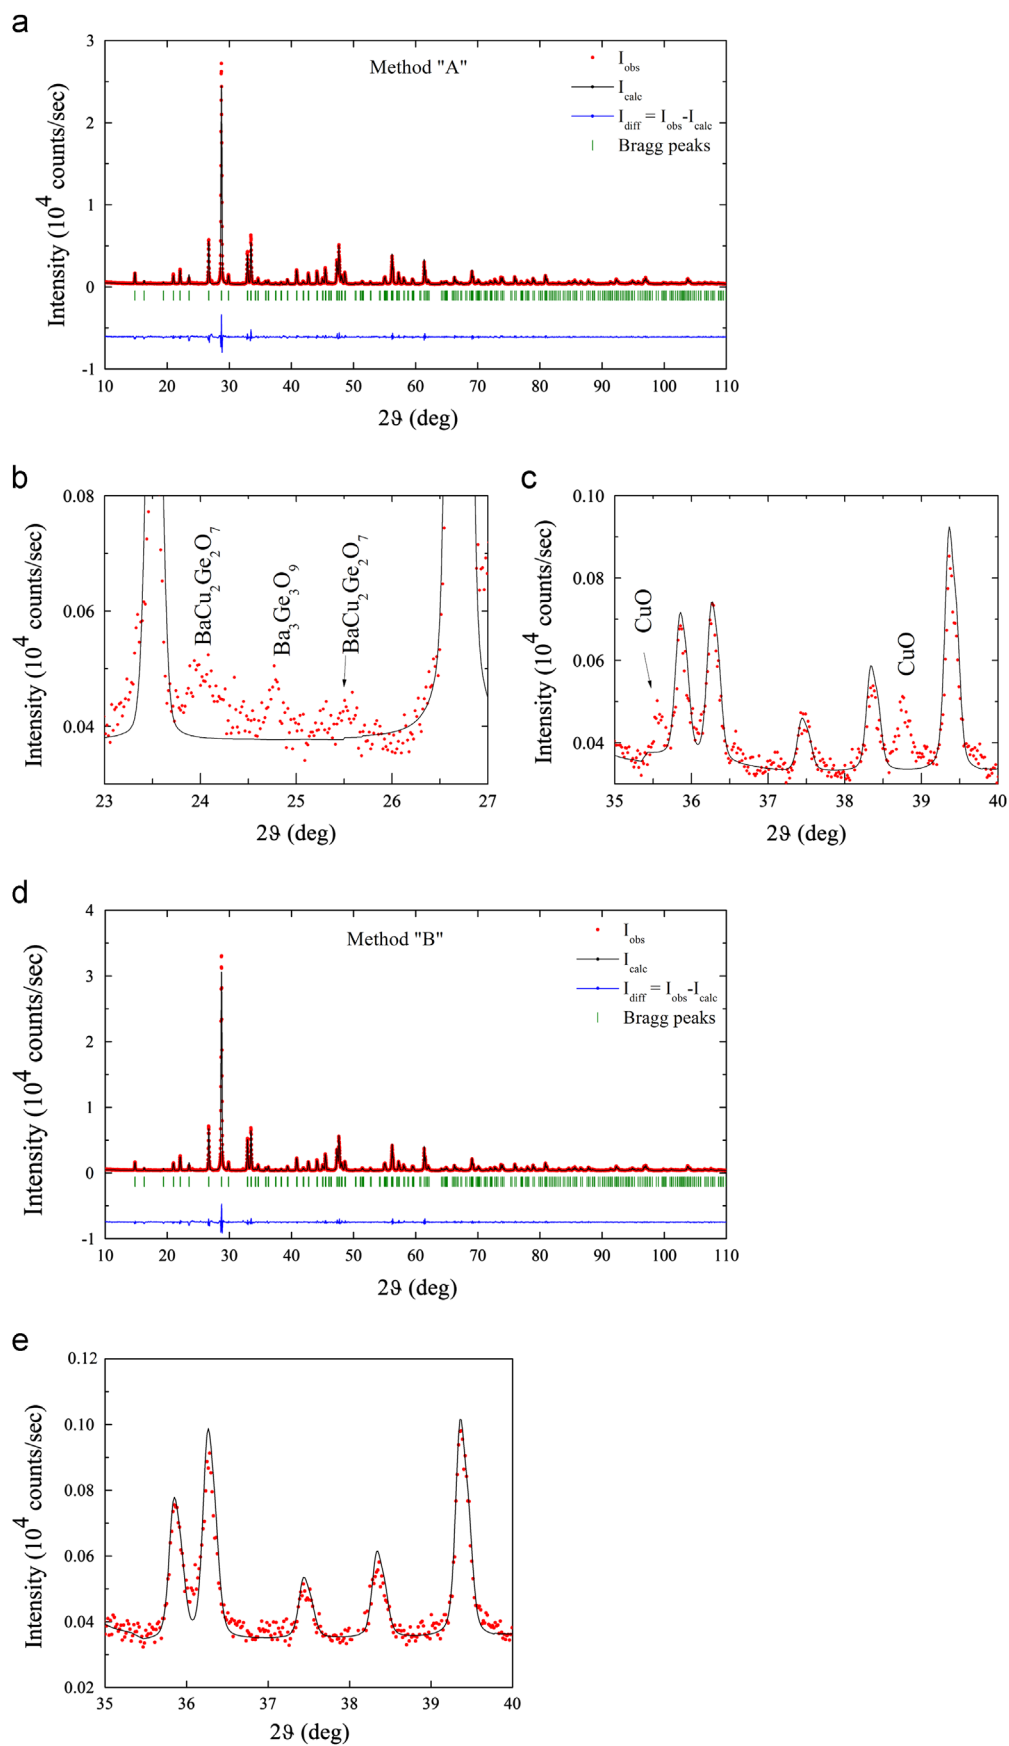 a
Method "A"
I_obs
I_calc
I_diff = I_obs-I_calc
Bragg peaks
3
2
1
0
-1
Intensity (10^4 counts/sec)
10 20 30 40 50 60 70 80 90 100 110
2ϑ (deg)
b
0.08
0.06
0.04
Intensity (10^4 counts/sec)
BaCu_2Ge_2O_7
Ba_3Ge_3O_9
BaCu_2Ge_2O_7
23 24 25 26 27
2ϑ (deg)
c
0.10
0.08
0.06
0.04
Intensity (10^4 counts/sec)
CuO
CuO
35 36 37 38 39 40
2ϑ (deg)
d
Method "B"
I_obs
I_calc
I_diff = I_obs-I_calc
Bragg peaks
4
3
2
1
0
-1
Intensity (10^4 counts/sec)
10 20 30 40 50 60 70 80 90 100 110
2ϑ (deg)
e
0.12
0.10
0.08
0.06
0.04
0.02
Intensity (10^4 counts/sec)
35 36 37 38 39 40
2ϑ (deg)